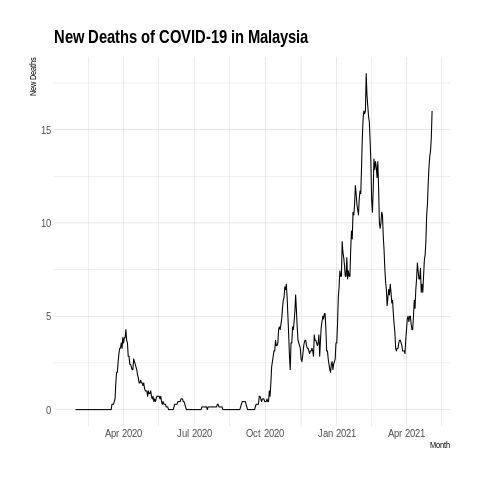 New Deaths of COVID-19 in Malaysia
New Deaths
15
10
5
0
Apr 2020 Jul 2020 Oct 2020 Jan 2021 Apr 2021
Month